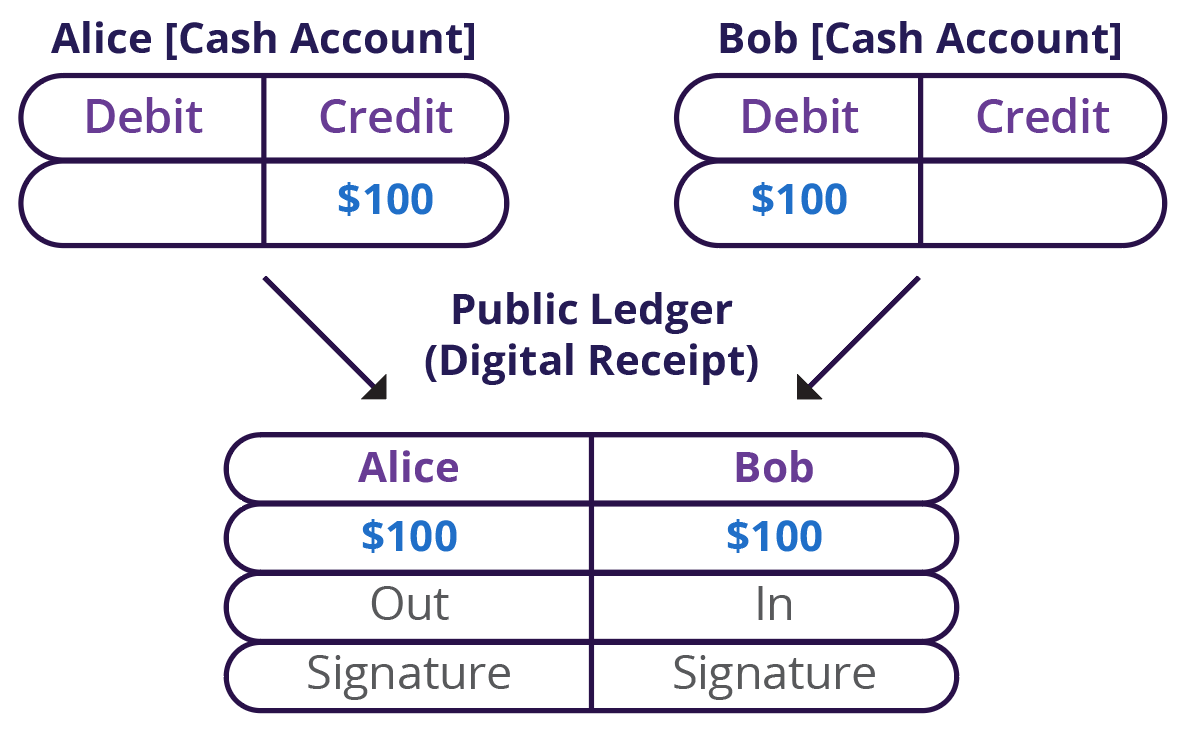 Alice [Cash Account]
Bob [Cash Account]
Debit Credit
Debit Credit
$100
$100
Public Ledger
(Digital Receipt)
Alice Bob
$100 $100
Out In
Signature Signature